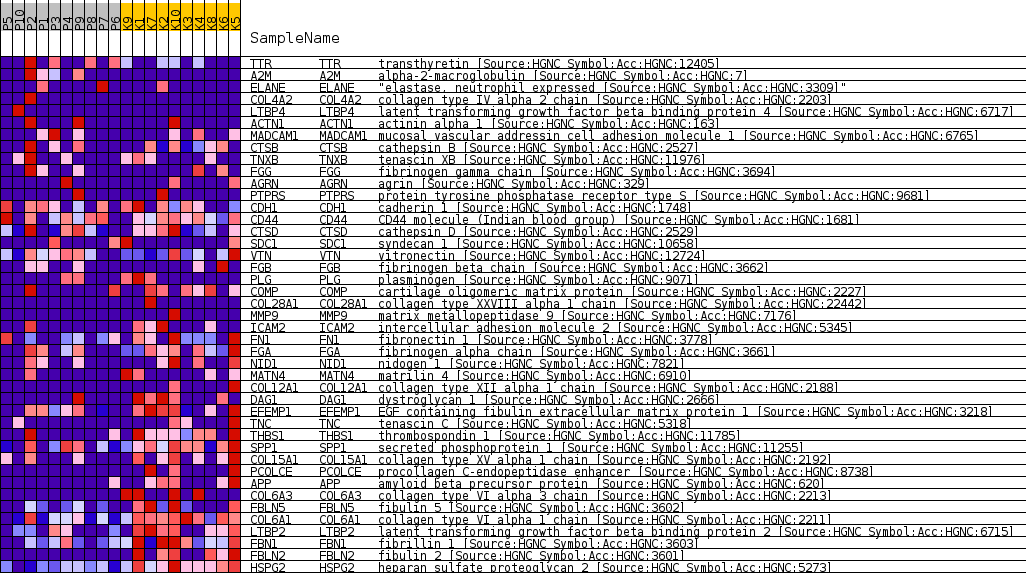 P5 P10 P2 P1 P3 P4 P9 P8 P7 P6 K9 K1 K7 K2 K10 K3 K4 K8 K6 K5
SampleName
TTR TTR transthyretin [Source:HGNC Symbol;Acc:HGNC:12405]
A2M A2M alpha-2-macroglobulin [Source:HGNC Symbol;Acc:HGNC:7]
ELANE ELANE "elastase, neutrophil expressed [Source:HGNC Symbol;Acc:HGNC:3309]"
COL4A2 COL4A2 collagen type IV alpha 2 chain [Source:HGNC Symbol;Acc:HGNC:2203]
LTBP4 LTBP4 latent transforming growth factor beta binding protein 4 [Source:HGNC Symbol;Acc:HGNC:6717]
ACTN1 ACTN1 actinin alpha 1 [Source:HGNC Symbol;Acc:HGNC:163]
MADCAM1 MADCAM1 mucosal vascular addressin cell adhesion molecule 1 [Source:HGNC Symbol;Acc:HGNC:6765]
CTSB CTSB cathepsin B [Source:HGNC Symbol;Acc:HGNC:2527]
TNXB TNXB tenascin XB [Source:HGNC Symbol;Acc:HGNC:11976]
FGG FGG fibrinogen gamma chain [Source:HGNC Symbol;Acc:HGNC:3694]
AGRN AGRN agrin [Source:HGNC Symbol;Acc:HGNC:329]
PTPRS PTPRS protein tyrosine phosphatase receptor type S [Source:HGNC Symbol;Acc:HGNC:9681]
CDH1 CDH1 cadherin 1 [Source:HGNC Symbol;Acc:HGNC:1748]
CD44 CD44 CD44 molecule (Indian blood group) [Source:HGNC Symbol;Acc:HGNC:1681]
CTSD CTSD cathepsin D [Source:HGNC Symbol;Acc:HGNC:2529]
SDC1 SDC1 syndecan 1 [Source:HGNC Symbol;Acc:HGNC:10658]
VTN VTN vitronectin [Source:HGNC Symbol;Acc:HGNC:12724]
FGB FGB fibrinogen beta chain [Source:HGNC Symbol;Acc:HGNC:3662]
PLG PLG plasminogen [Source:HGNC Symbol;Acc:HGNC:9071]
COMP COMP cartilage oligomeric matrix protein [Source:HGNC Symbol;Acc:HGNC:2227]
COL28A1 COL28A1 collagen type XXVIII alpha 1 chain [Source:HGNC Symbol;Acc:HGNC:22442]
MMP9 MMP9 matrix metallopeptidase 9 [Source:HGNC Symbol;Acc:HGNC:7176]
ICAM2 ICAM2 intercellular adhesion molecule 2 [Source:HGNC Symbol;Acc:HGNC:5345]
FN1 FN1 fibronectin 1 [Source:HGNC Symbol;Acc:HGNC:3778]
FGA FGA fibrinogen alpha chain [Source:HGNC Symbol;Acc:HGNC:3661]
NID1 NID1 nidogen 1 [Source:HGNC Symbol;Acc:HGNC:7821]
MATN4 MATN4 matrilin 4 [Source:HGNC Symbol;Acc:HGNC:6910]
COL12A1 COL12A1 collagen type XII alpha 1 chain [Source:HGNC Symbol;Acc:HGNC:2188]
DAG1 DAG1 dystroglycan 1 [Source:HGNC Symbol;Acc:HGNC:2666]
EFEMP1 EFEMP1 EGF containing fibulin extracellular matrix protein 1 [Source:HGNC Symbol;Acc:HGNC:3218]
TNC TNC tenascin C [Source:HGNC Symbol;Acc:HGNC:5318]
THBS1 THBS1 thrombospondin 1 [Source:HGNC Symbol;Acc:HGNC:11785]
SPP1 SPP1 secreted phosphoprotein 1 [Source:HGNC Symbol;Acc:HGNC:11255]
COL15A1 COL15A1 collagen type XV alpha 1 chain [Source:HGNC Symbol;Acc:HGNC:2192]
PCOLCE PCOLCE procollagen C-endopeptidase enhancer [Source:HGNC Symbol;Acc:HGNC:8738]
APP APP amyloid beta precursor protein [Source:HGNC Symbol;Acc:HGNC:620]
COL6A3 COL6A3 collagen type VI alpha 3 chain [Source:HGNC Symbol;Acc:HGNC:2213]
FBLN5 FBLN5 fibulin 5 [Source:HGNC Symbol;Acc:HGNC:3602]
COL6A1 COL6A1 collagen type VI alpha 1 chain [Source:HGNC Symbol;Acc:HGNC:2211]
LTBP2 LTBP2 latent transforming growth factor beta binding protein 2 [Source:HGNC Symbol;Acc:HGNC:6715]
FBN1 FBN1 fibrillin 1 [Source:HGNC Symbol;Acc:HGNC:3603]
FBLN2 FBLN2 fibulin 2 [Source:HGNC Symbol;Acc:HGNC:3601]
HSPG2 HSPG2 heparan sulfate proteoglycan 2 [Source:HGNC Symbol;Acc:HGNC:5273]